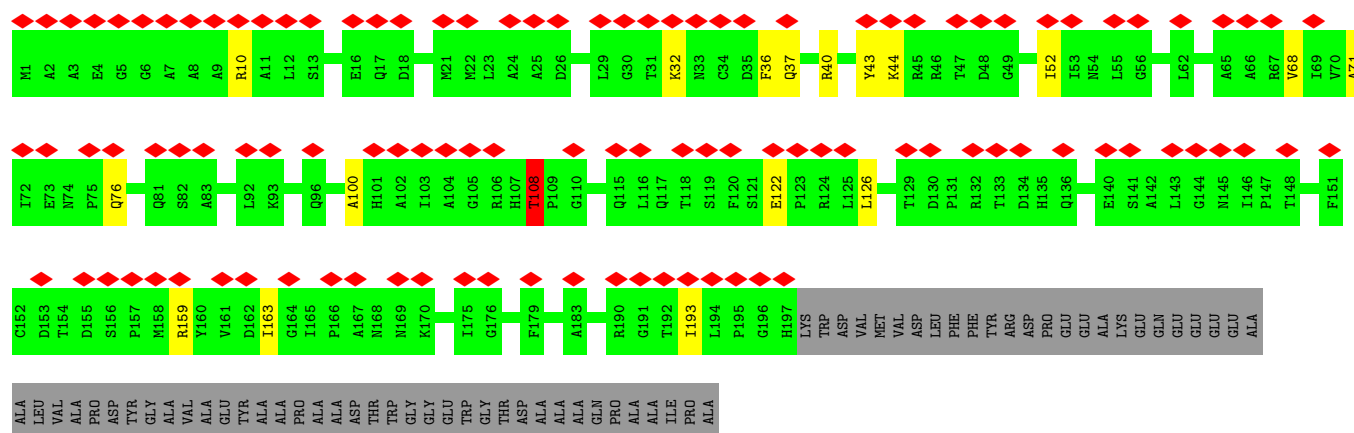 M1 A2 A3 E4 G5 G6 A7 A8 A9 R10 A11 L12 S13 E16 Q17 D18 M21 M22 L23 A24 A25 D26 L29 G30 T31 K32 N33 C34 D35 F36 Q37 R40 Y43 K44 R45 R46 T47 D48 G49 I52 I53 N54 L55 G56 L62 A65 A66 R67 V68 I69 V70 A71
I72 E73 N74 P75 Q76 Q81 S82 A83 L92 K93 Q96 A100 H101 A102 I103 A104 G105 R106 H107 T108 P109 G110 Q115 L116 Q117 T118 S119 F120 S121 E122 P123 R124 L125 L126 T129 D130 P131 R132 T133 D134 H135 Q136 E140 S141 A142 L143 G144 N145 I146 P147 T148 F151
C152 D153 T154 D155 S156 P157 M158 R159 Y160 V161 D162 I163 G164 I165 P166 A167 N168 N169 K170 I175 G176 F179 A183 R190 G191 T192 I193 L194 P195 G196 H197 LYS TRP ASP VAL MET VAL ASP LEU PHE PHE TYR ARG ASP PRO GLU GLU ALA LYS GLU GLN GLU GLU GLU GLU ALA
ALA LEU VAL ALA PRO ASP TYR GLY ALA VAL ALA GLU TYR ALA ALA PRO ALA ALA ASP THR TRP GLY GLY GLU TRP GLY THR ASP ALA ALA ALA ALA GLN PRO ALA ALA ILE PRO ALA